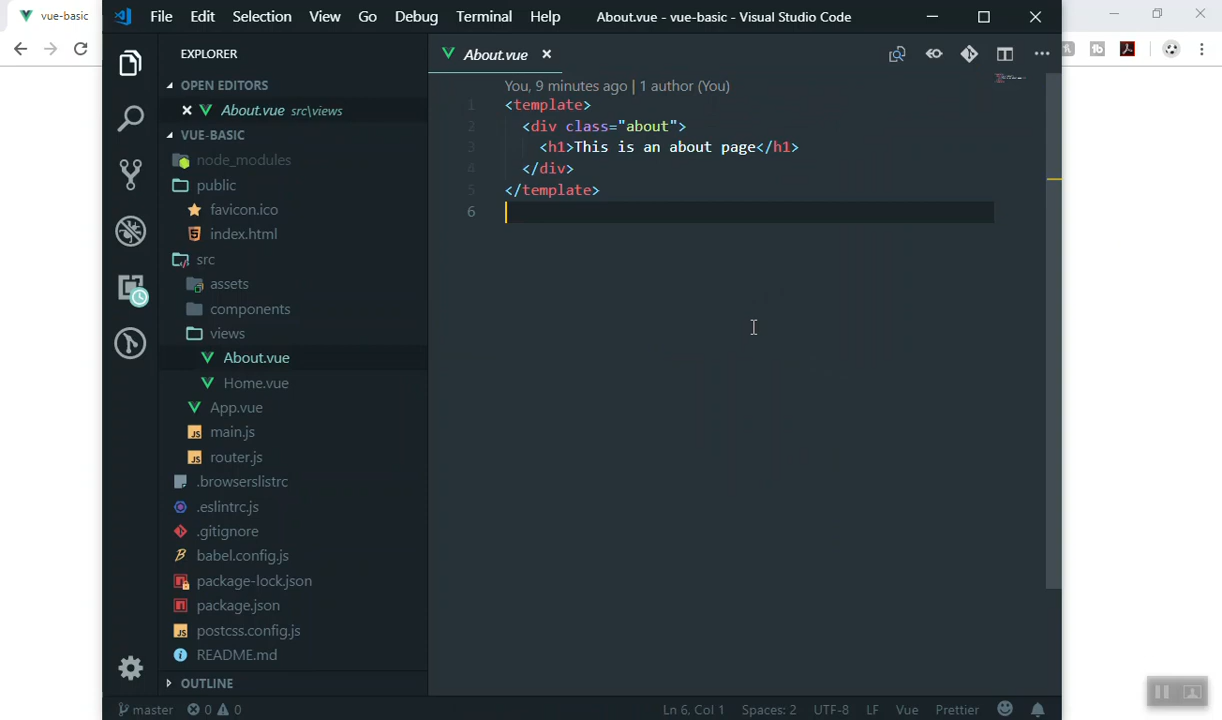 vue-basic
File Edit Selection View Go Debug Terminal Help About.vue - vue-basic - Visual Studio Code
EXPLORER
OPEN EDITORS
About.vue src\views
VUE-BASIC
node_modules
public
favicon.ico
index.html
src
assets
components
views
About.vue
Home.vue
App.vue
main.js
router.js
.browserslistrc
.eslintrc.js
.gitignore
babel.config.js
package-lock.json
package.json
postcss.config.js
README.md
OUTLINE
About.vue
You, 9 minutes ago | 1 author (You)
1 <template>
2 <div class="about">
3 <h1>This is an about page</h1>
4 </div>
5 </template>
6
master 0 0 Ln 6, Col 1 Spaces: 2 UTF-8 LF Vue Prettier